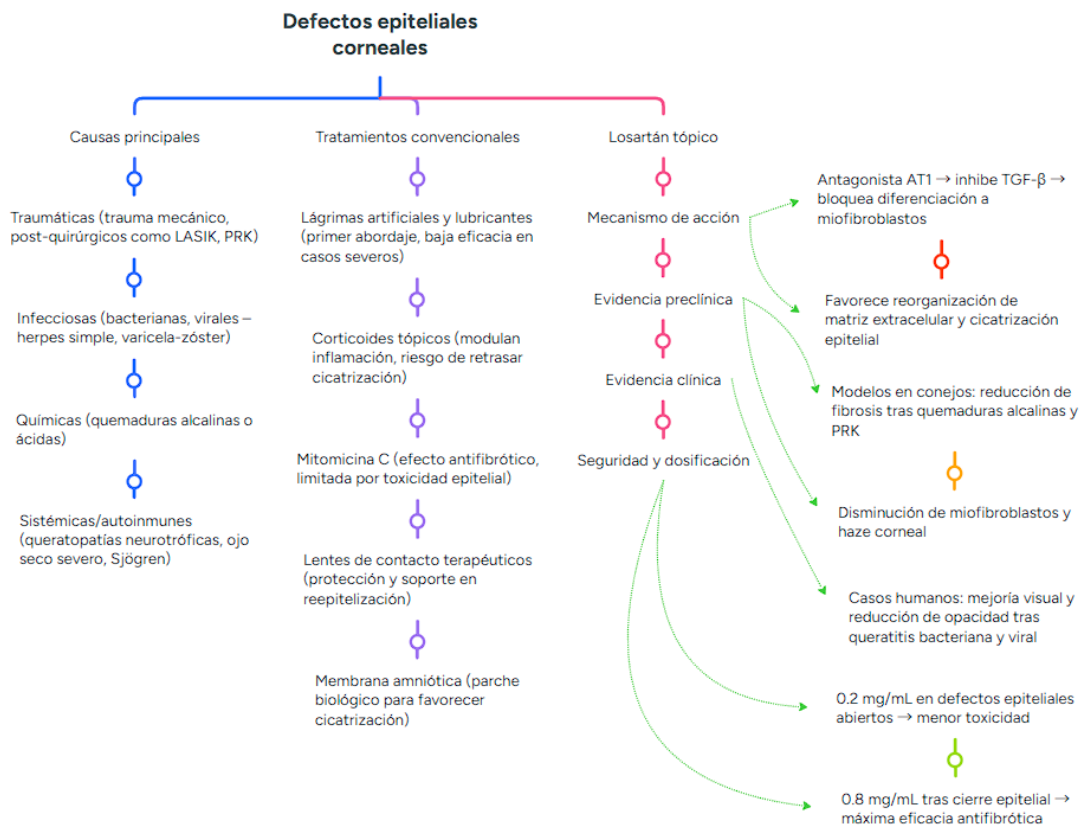 Defectos epiteliales
corneales
Causas principales
Traumáticas (trauma mecánico,
post-quirúrgicos como LASIK, PRK)
Infecciosas (bacterianas, virales –
herpes simple, varicela-zóster)
Químicas (quemaduras alcalinas o
ácidas)
Sistémicas/autoinmunes
(queratopatías neurotróficas, ojo
seco severo, Sjögren)
Tratamientos convencionales
Lágrimas artificiales y lubricantes
(primer abordaje, baja eficacia en
casos severos)
Corticoides tópicos (modulan
inflamación, riesgo de retrasar
cicatrización)
Mitomicina C (efecto antifibrótico,
limitada por toxicidad epitelial)
Lentes de contacto terapéuticos
(protección y soporte en
reepitelización)
Membrana amniótica (parche
biológico para favorecer
cicatrización)
Losartán tópico
Mecanismo de acción
Evidencia preclínica
Evidencia clínica
Seguridad y dosificación
Antagonista AT1 → inhibe TGF-β →
bloquea diferenciación a
miofibroblastos
Favorece reorganización de
matriz extracelular y cicatrización
epitelial
Modelos en conejos: reducción de
fibrosis tras quemaduras alcalinas y
PRK
Disminución de miofibroblastos y
haze corneal
Casos humanos: mejoría visual y
reducción de opacidad tras
queratitis bacteriana y viral
0.2 mg/mL en defectos epiteliales
abiertos → menor toxicidad
0.8 mg/mL tras cierre epitelial →
máxima eficacia antifibrótica